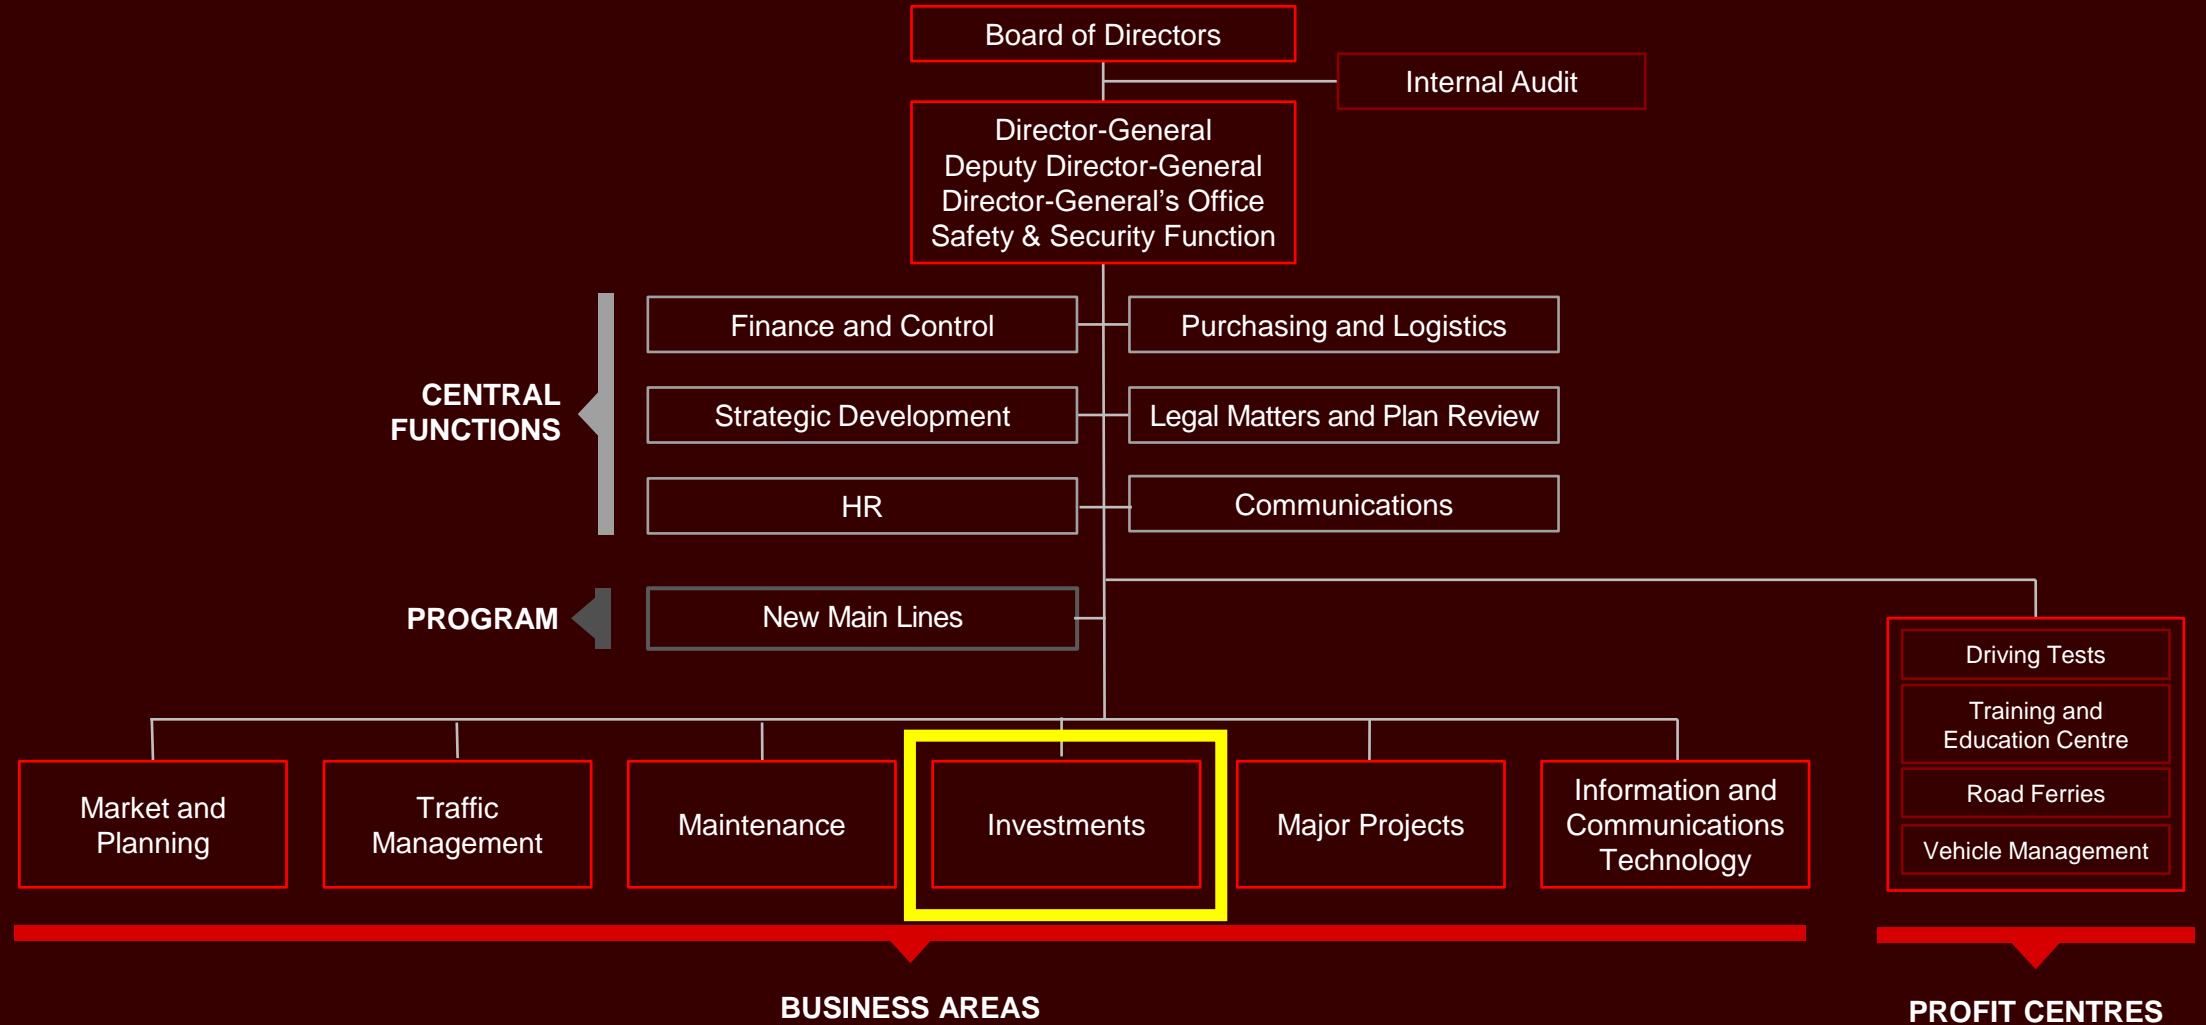 Board of Directors
Internal Audit
Director-General
Deputy Director-General
Director-General’s Office
Safety & Security Function
CENTRAL
FUNCTIONS
Finance and Control
Purchasing and Logistics
Strategic Development
Legal Matters and Plan Review
HR
Communications
PROGRAM
New Main Lines
Market and
Planning
Traffic
Management
Maintenance
Investments
Major Projects
Information and
Communications
Technology
Driving Tests
Training and
Education Centre
Road Ferries
Vehicle Management
BUSINESS AREAS
PROFIT CENTRES